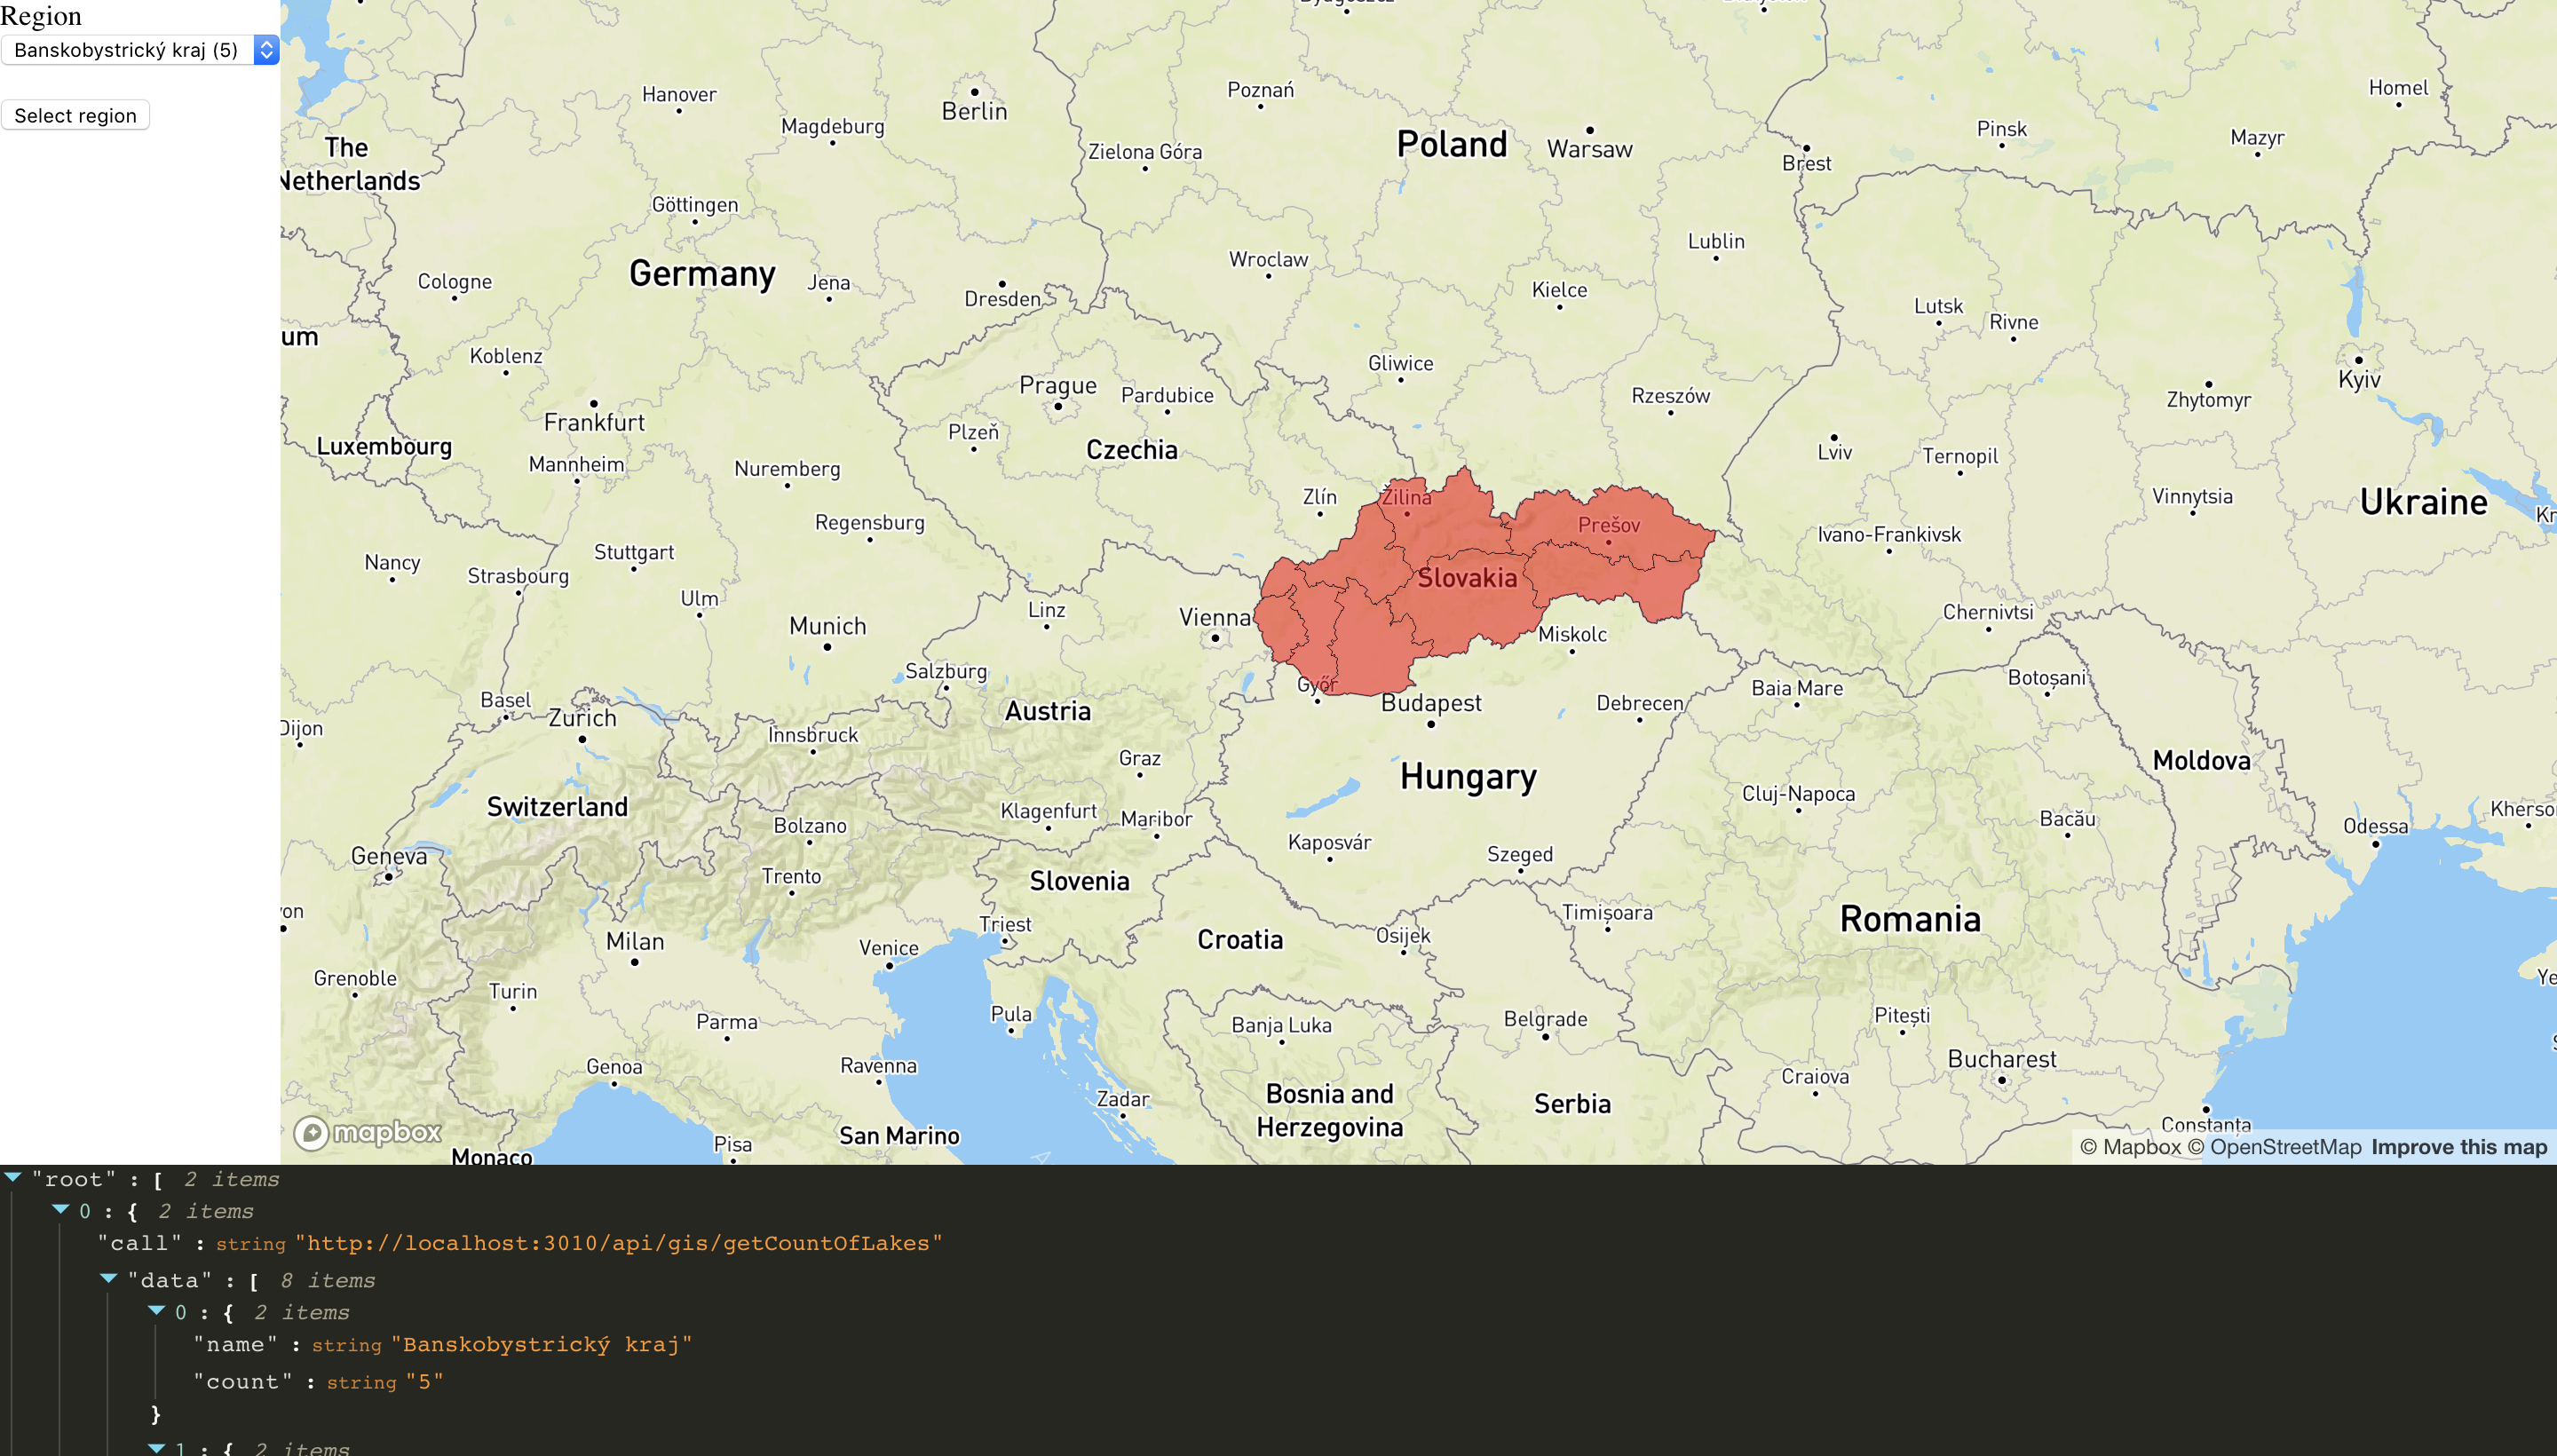 Region
Banskobystrický kraj (5)
Select region
Hanover
Berlin
Poznań
Homel
Magdeburg
Zielona Góra
Poland
Warsaw
Pinsk
Mazyr
The
Netherlands
Brest
Göttingen
Lublin
Wroclaw
Germany
Cologne
Jena
Dresden
Kielce
Lutsk
Rivne
um
Koblenz
Gliwice
Kyiv
Prague
Pardubice
Rzeszów
Zhytomyr
Frankfurt
Plzeň
Luxembourg
Czechia
Lviv
Ternopil
Mannheim
Nuremberg
Zlín
Žilina
Vinnytsia
Ukraine
Kr
Regensburg
Prešov
Ivano-Frankivsk
Nancy
Stuttgart
Strasbourg
Slovakia
Ulm
Linz
Vienna
Chernivtsi
Munich
Miskolc
Salzburg
Győr
Botoșani
Basel
Zurich
Austria
Budapest
Debrecen
Baia Mare
Dijon
Innsbruck
Graz
Hungary
Moldova
Switzerland
Klagenfurt
Maribor
Cluj-Napoca
Bolzano
Bacău
Odessa
Kherso
Kaposvár
Geneva
Szeged
Trento
Slovenia
von
Triest
Timișoara
Romania
Milan
Venice
Croatia
Osijek
Grenoble
Turin
Ye
Parma
Pula
Banja Luka
Belgrade
Pitești
Genoa
Ravenna
Bucharest
Craiova
Zadar
Bosnia and
Herzegovina
Serbia
Constanța
mapbox
Pisa
San Marino
Monaco
© Mapbox © OpenStreetMap Improve this map
"root" : [ 2 items
0 : { 2 items
"call" : string "http://localhost:3010/api/gis/getCountOfLakes"
"data" : [ 8 items
0 : { 2 items
"name" : string "Banskobystrický kraj"
"count" : string "5"
}
1 : { 2 items